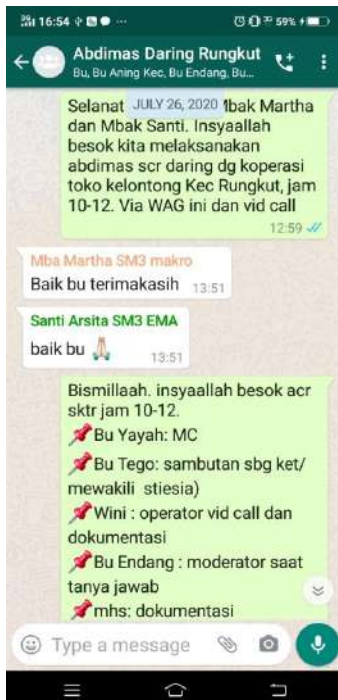 16:54
59%
Abdimas Daring Rungkut
Bu, Bu Aning Kec, Bu Endang, Bu...
JULY 26, 2020
Selanat Mbak Martha
dan Mbak Santi. Insyaallah
besok kita melaksanakan
abdimas scr daring dg koperasi
toko kelontong Kec Rungkut, jam
10-12. Via WAG ini dan vid call
12:59
Mba Martha SM3 makro
Baik bu terimakasih 13:51
Santi Arsita SM3 EMA
baik bu 🙏🏻 13:51
Bismillaah. insyaallah besok acr
sktr jam 10-12.
📌Bu Yayah: MC
📌Bu Tego: sambutan sbg ket/
mewakili stiesia)
📌Wini : operator vid call dan
dokumentasi
📌Bu Endang : moderator saat
tanya jawab
📌mhs: dokumentasi
Type a message